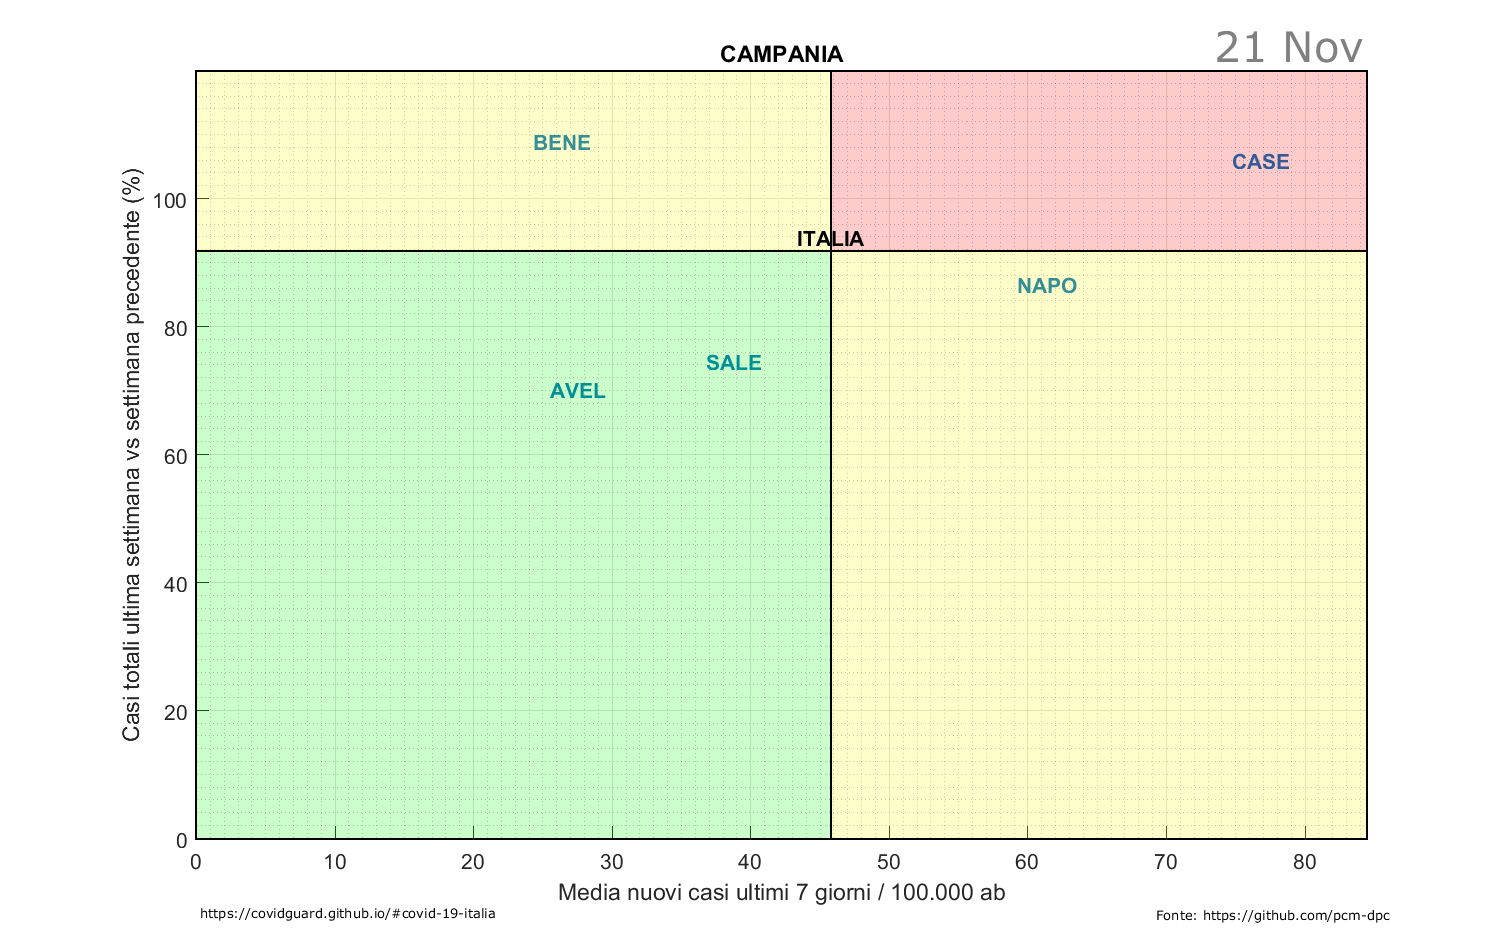 CAMPANIA
21 Nov
BENE
CASE
ITALIA
NAPO
SALE
AVEL
Casi totali ultima settimana vs settimana precedente (%)
100
80
60
40
20
0
0 10 20 30 40 50 60 70 80
Media nuovi casi ultimi 7 giorni / 100.000 ab
https://covidguard.github.io/#covid-19-italia
Fonte: https://github.com/pcm-dpc